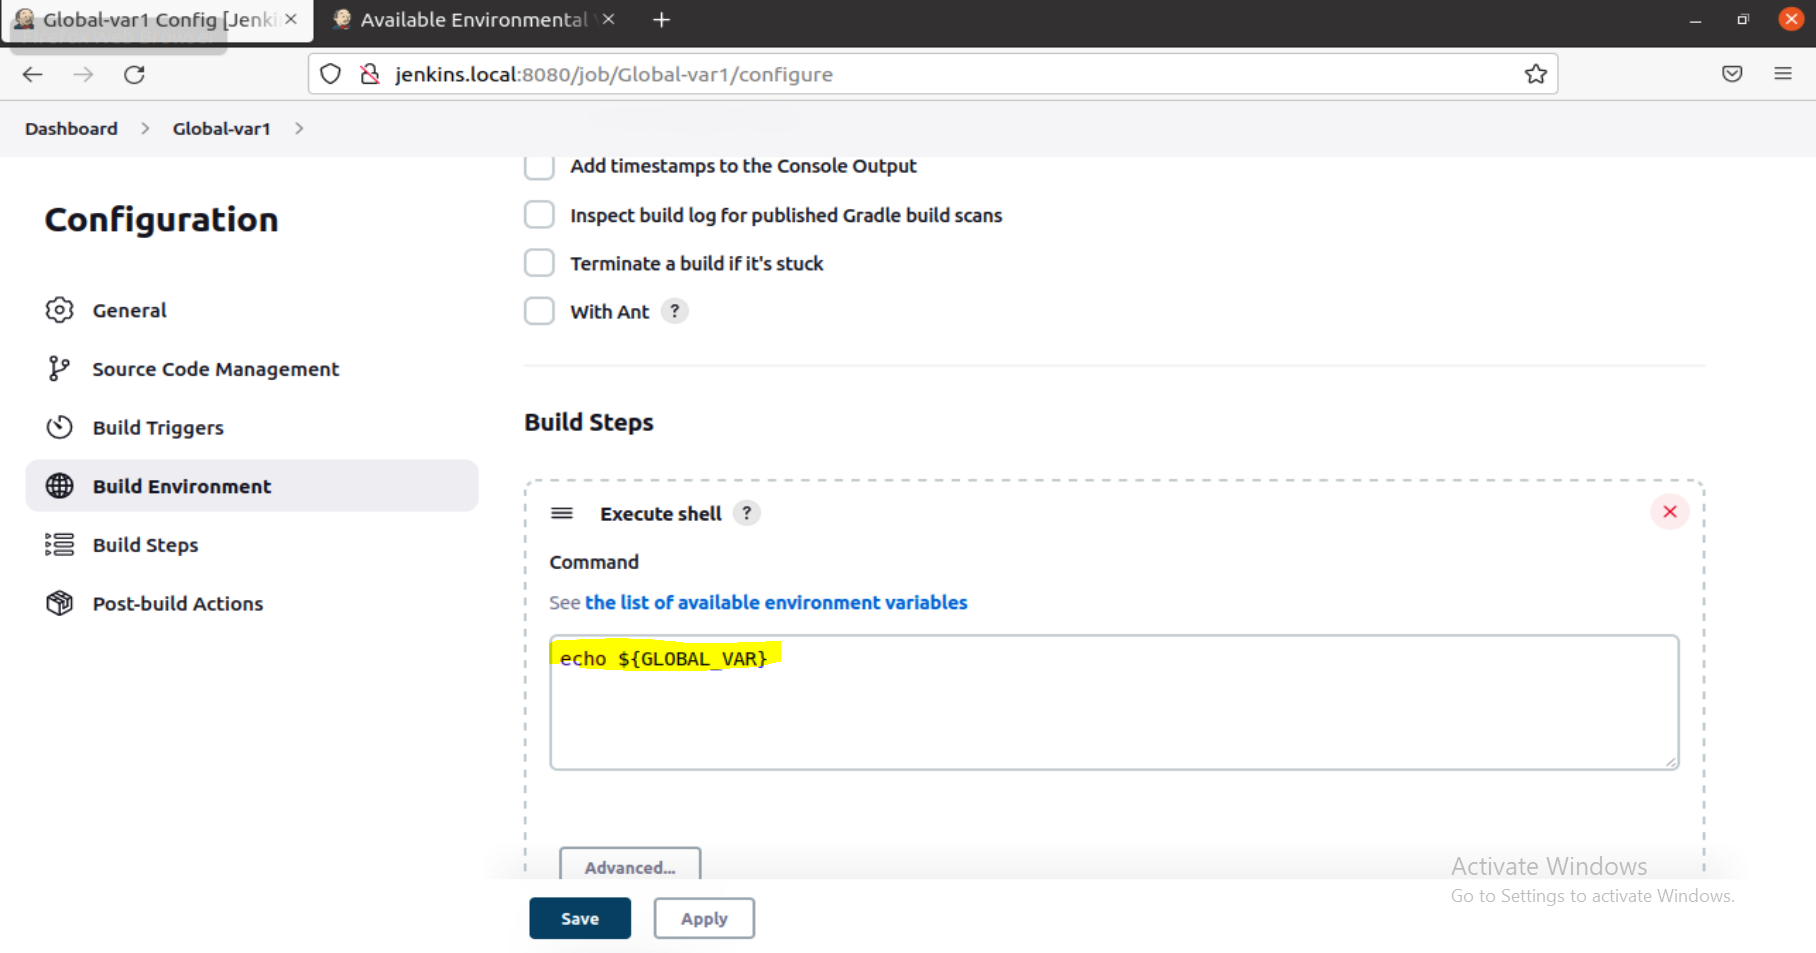 Global-var1 Config [Jenki
Available Environmental
jenkins.local:8080/job/Global-var1/configure
Dashboard > Global-var1 >
Add timestamps to the Console Output
Configuration
Inspect build log for published Gradle build scans
Terminate a build if it's stuck
General
With Ant ?
Source Code Management
Build Triggers
Build Steps
Build Environment
Execute shell ?
Build Steps
Command
Post-build Actions
See the list of available environment variables
echo ${GLOBAL_VAR}
Advanced...
Activate Windows
Go to Settings to activate Windows.
Save
Apply